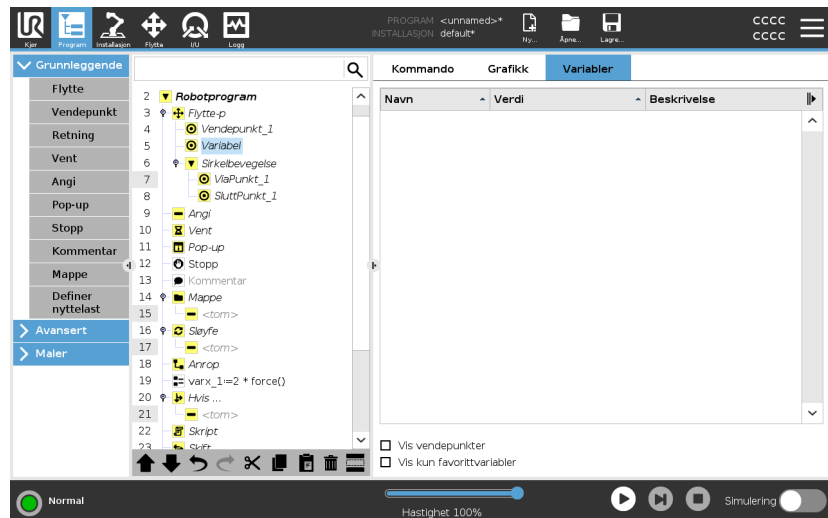 PROGRAM <unnamed>*
INSTALLASJON default*
CCCC
CCCC
Kjør Program Installasjon Flytte I/U Logg Ny... Åpne... Lagre...
Grunnleggende
Flytte
Vendepunkt
Retning
Vent
Angi
Pop-up
Stopp
Kommentar
Mappe
Definer
nyttelast
Avansert
Maler
2 Robotprogram
3 Flytte-p
4 Vendepunkt_1
5 Variabel
6 Sirkelbevegelse
7 ViaPunkt_1
8 SluttPunkt_1
9 Angi
10 Vent
11 Pop-up
12 Stopp
13 Kommentar
14 Mappe
15 <tom>
16 Sløyfe
17 <tom>
18 Anrop
19 varx_1:=2 * force()
20 Hvis ...
21 <tom>
22 Skript
23 Skift
Kommando Grafikk Variabler
Navn Verdi Beskrivelse
Vis vendepunkter
Vis kun favorittvariabler
Normal
Hastighet 100%
Simulering